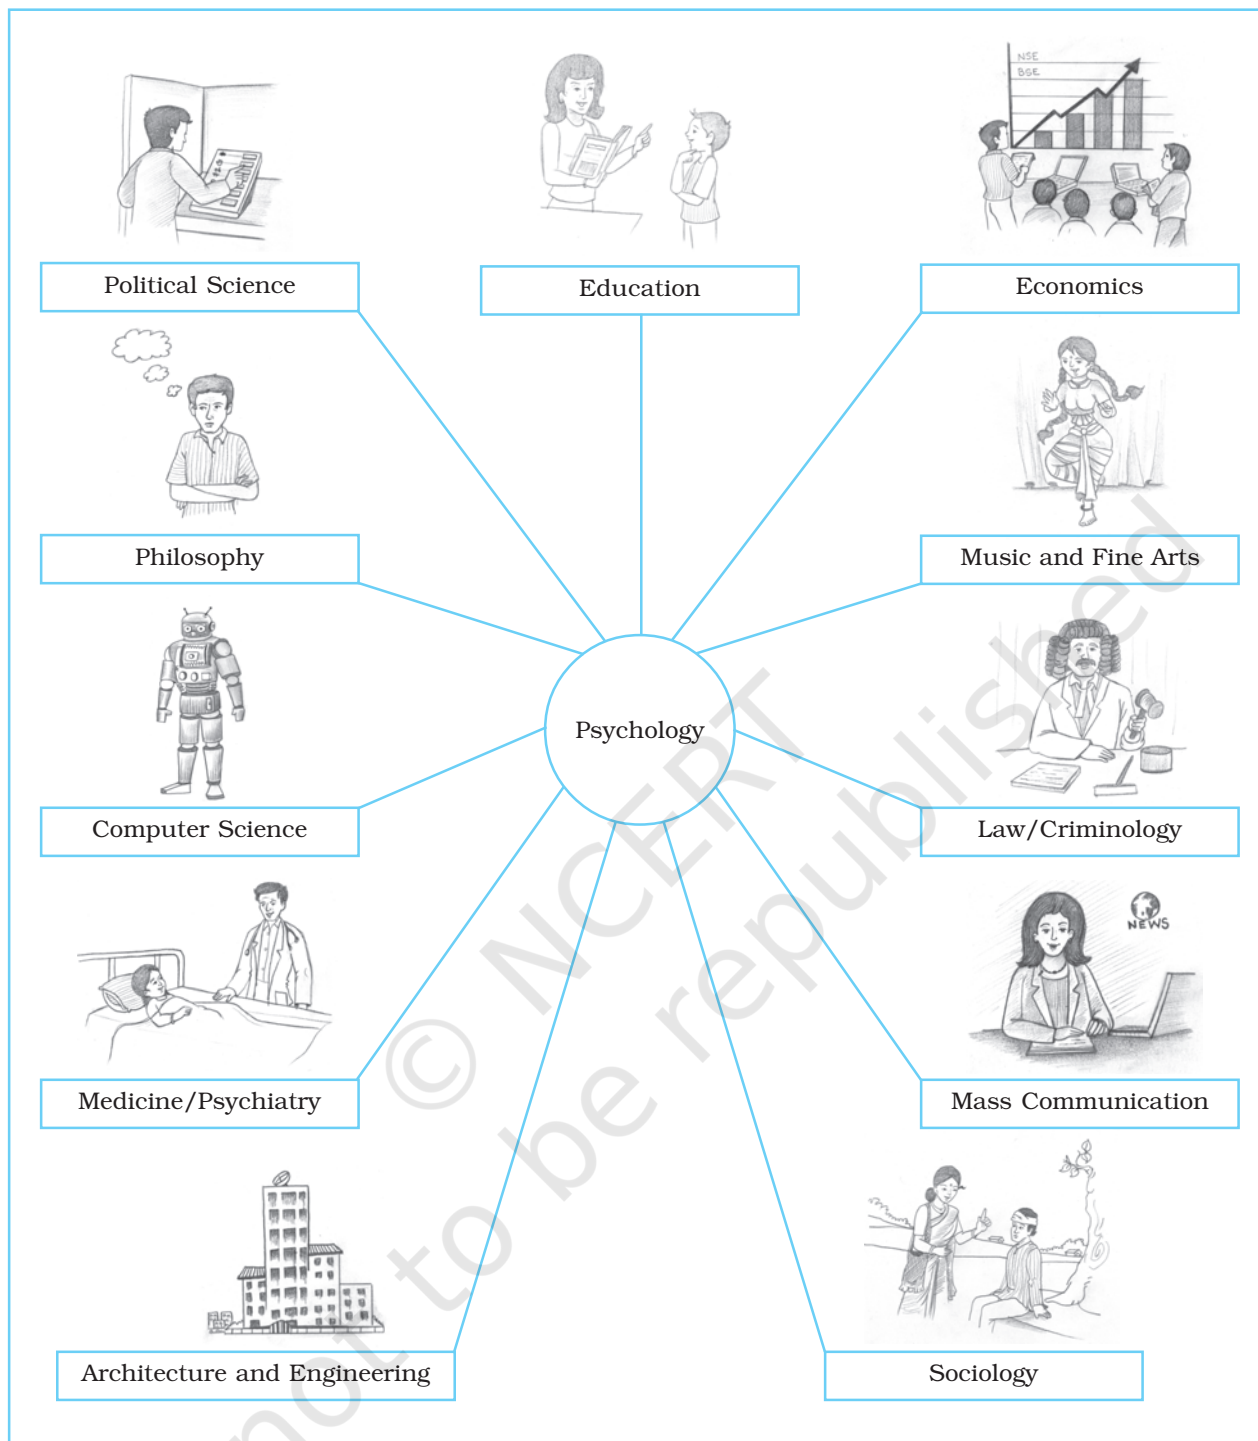 NSE
BSE
Political Science
Education
Economics
Philosophy
Music and Fine Arts
Computer Science
Psychology
Law/Criminology
NEWS
Medicine/Psychiatry
Mass Communication
Architecture and Engineering
Sociology
© NCERT
not to be republished